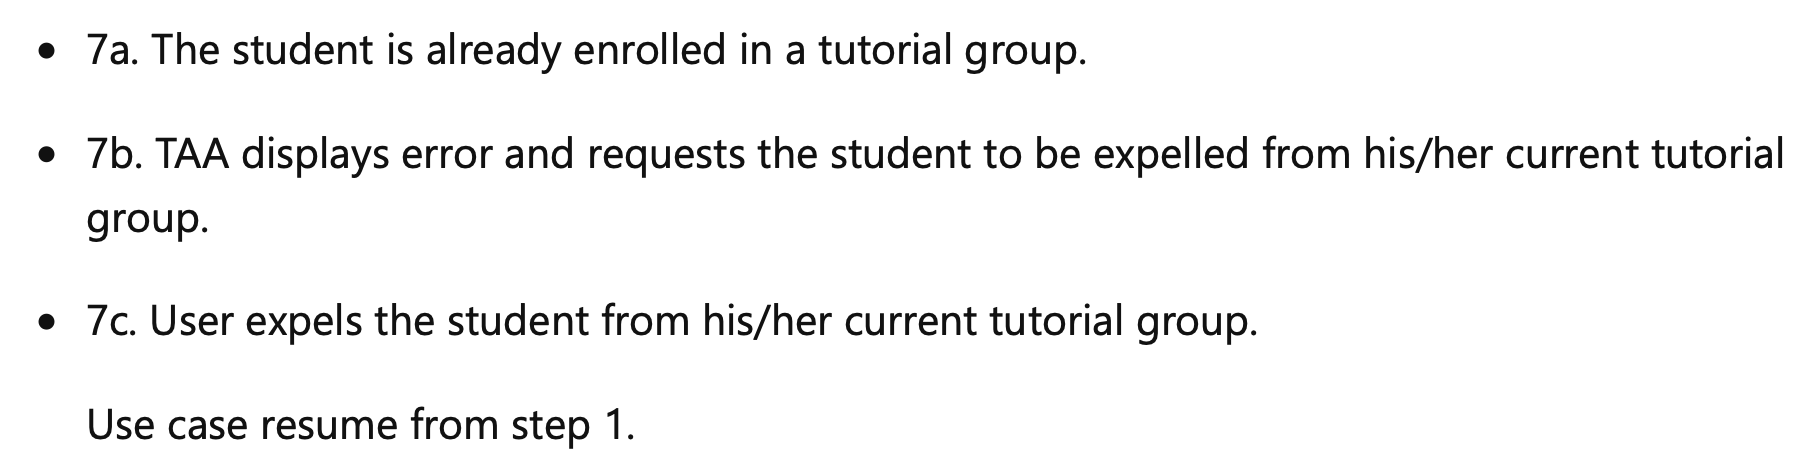 • 7a. The student is already enrolled in a tutorial group.
• 7b. TAA displays error and requests the student to be expelled from his/her current tutorial
group.
• 7c. User expels the student from his/her current tutorial group.
Use case resume from step 1.